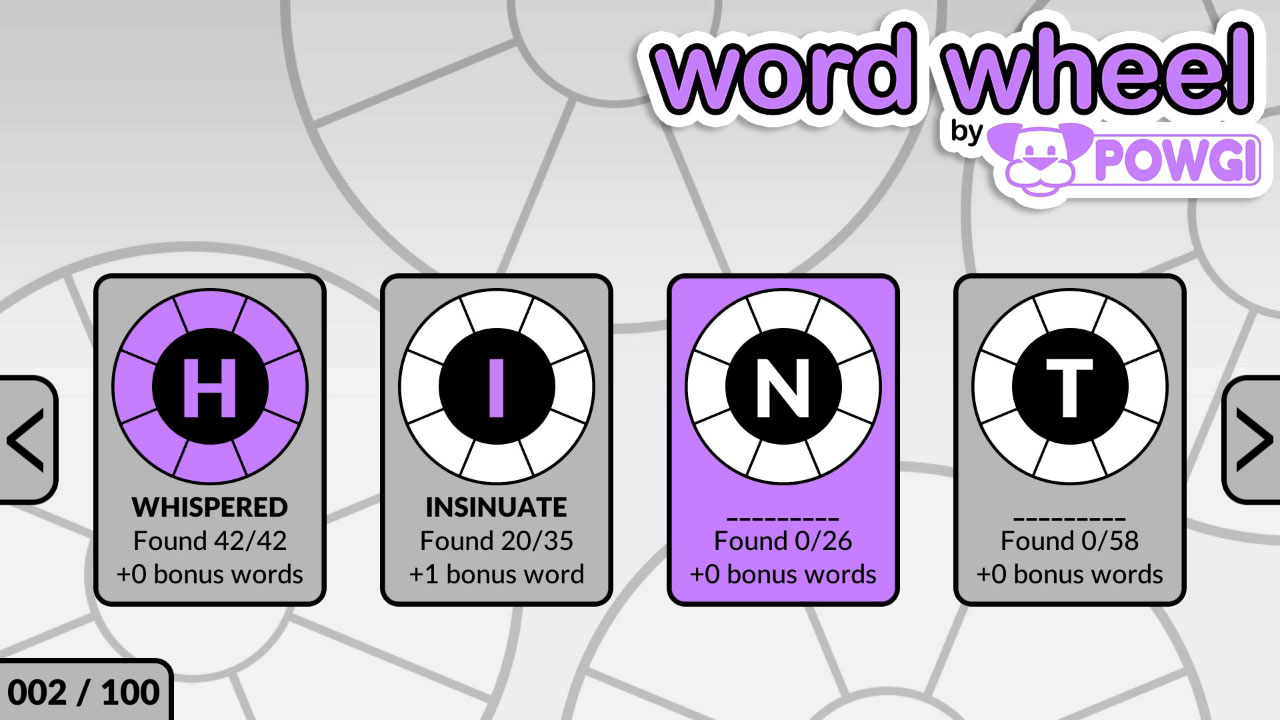 word wheel
by POWGI
<
H
WHISPERED
Found 42/42
+0 bonus words
I
INSINUATE
Found 20/35
+1 bonus word
N
_________
Found 0/26
+0 bonus words
T
_________
Found 0/58
+0 bonus words
>
002 / 100